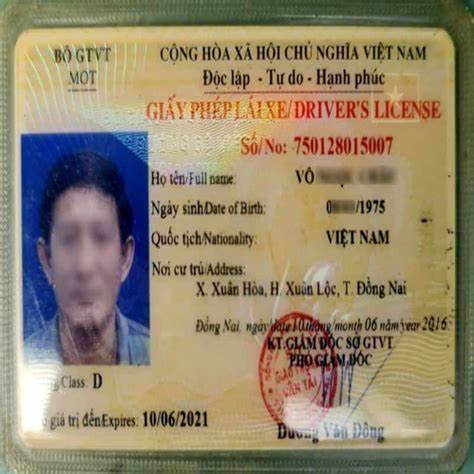 BỘ GTVT
MOT
CỘNG HÒA XÃ HỘI CHỦ NGHĨA VIỆT NAM
Độc lập - Tự do - Hạnh phúc
GIẤY PHÉP LÁI XE/DRIVER'S LICENSE
Số/No: 750128015007
Họ tên/Full name: VÕ
Ngày sinh/Date of Birth: /1975
Quốc tịch/Nationality: VIỆT NAM
Nơi cư trú/Address:
X. Xuân Hòa, H. Xuân Lộc, T. Đồng Nai
Đồng Nai, ngày/date 10 tháng/month 06 năm/year 2016
KT.GIÁM ĐỐC SỞ GTVT
PHÓ GIÁM ĐỐC
g/Class: D
giá trị đến/Expires: 10/06/2021
Dương Văn Đông